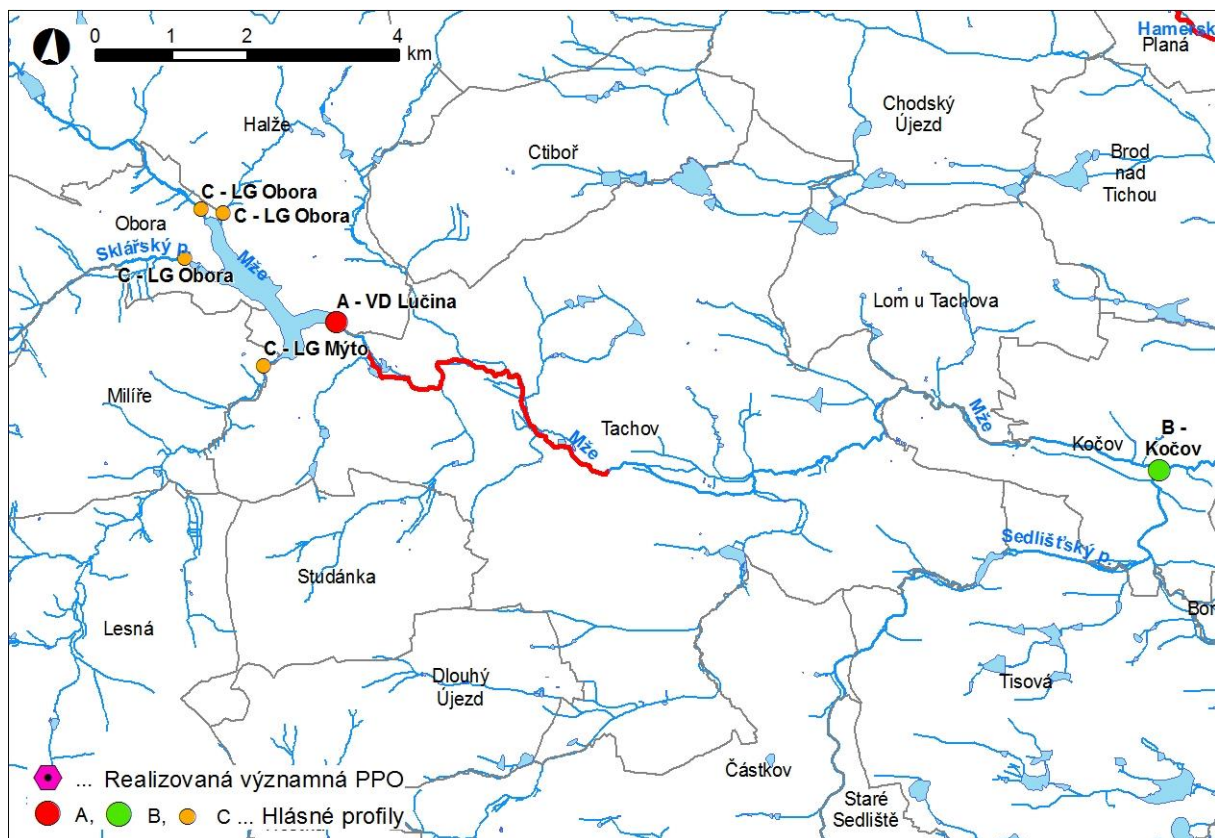 0 1 2 4
km
Hamersk
Planá
Halže
Chodský
Újezd
Ctiboř
Brod
nad
Tichou
C - LG Obora
C - LG Obora
Obora
Sklářský p.
C - LG Obora
Mže
A - VD Lučina
Lom u Tachova
C - LG Mýto
Milíře
Mže
Tachov
Mže
Kočov
B -
Kočov
Sedlišťský p.
Studánka
Lesná
Bor
Tisová
Dlouhý
Újezd
Částkov
Staré
Sedliště
... Realizovaná významná PPO
A, B, C ... Hlásné profily